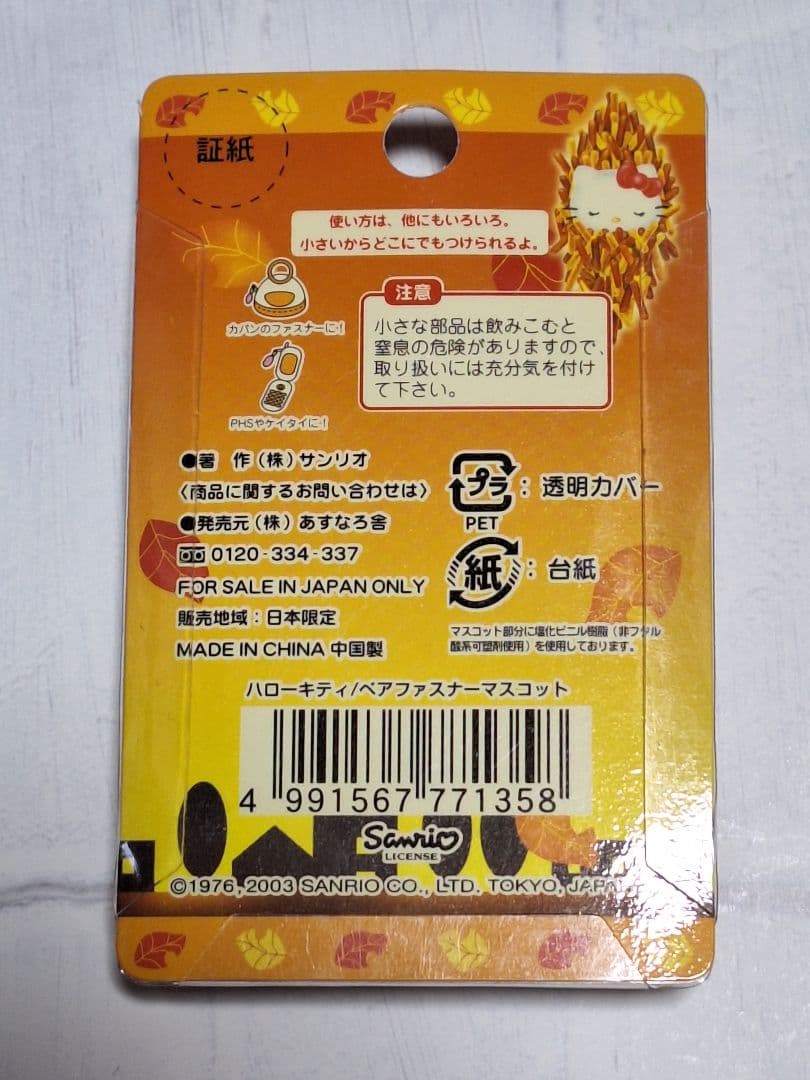 証紙
使い方は、他にもいろいろ。
小さいからどこにでもつけられるよ。
注意
小さな部品は飲みこむと
窒息の危険がありますので、
取り扱いには充分気を付け
て下さい。
カバンのファスナーに!
PHSやケイタイに!
●著 作(株)サンリオ
〈商品に関するお問い合わせは〉
●発売元(株)あすなろ舎
0120-334-337
FOR SALE IN JAPAN ONLY
販売地域:日本限定
MADE IN CHINA 中国製
プラ : 透明カバー
PET
紙 : 台紙
マスコット部分に塩化ビニル樹脂(非フタル
酸系可塑剤使用)を使用しております。
ハローキティ/ペアファスナーマスコット
4 991567 771358
Sanrio
LICENSE
©1976, 2003 SANRIO CO., LTD. TOKYO, JAPAN